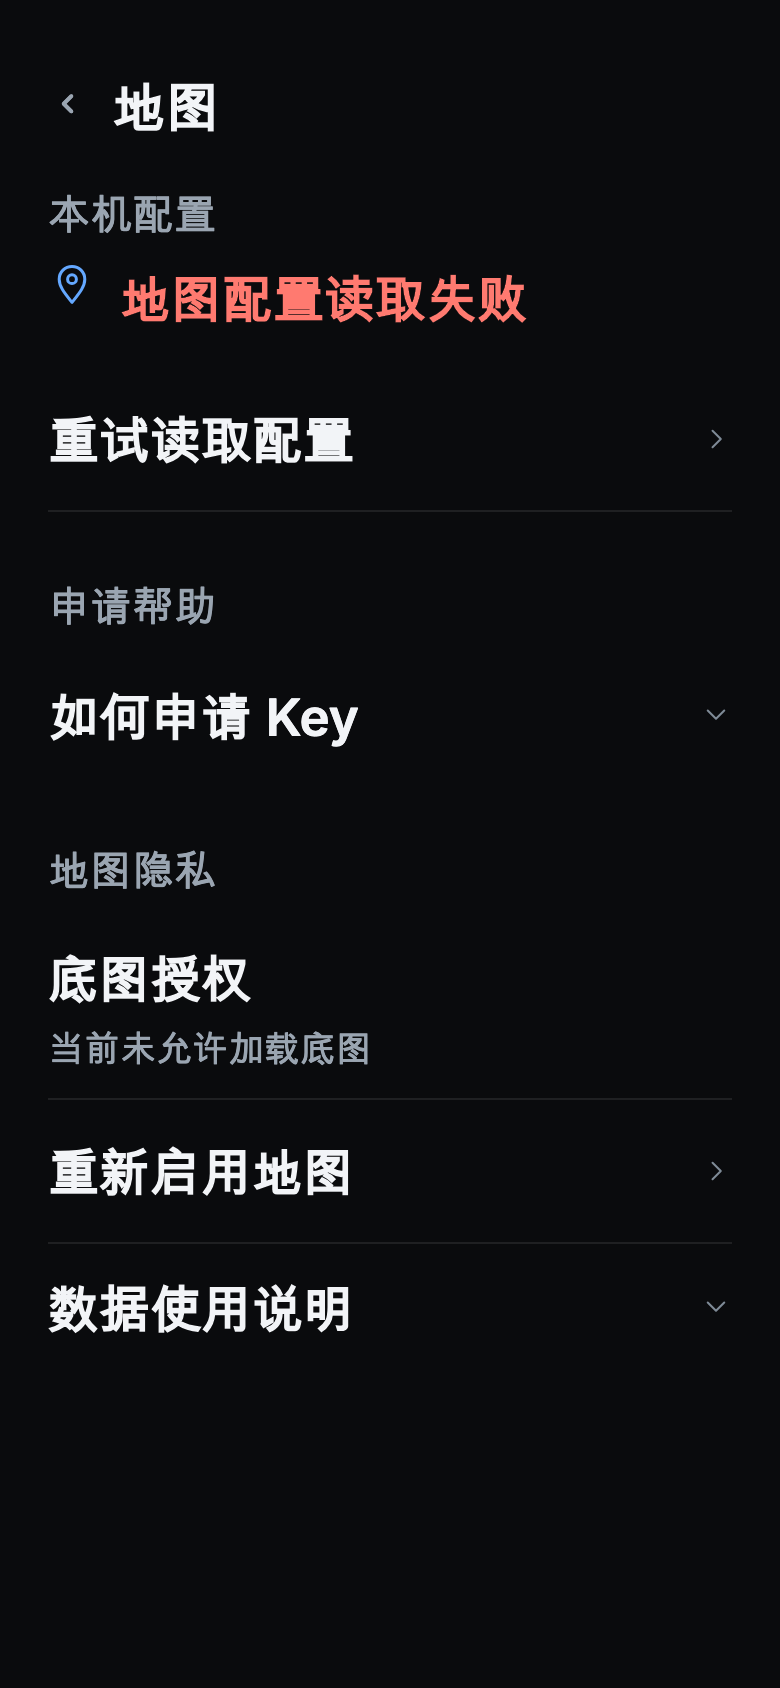 地图
本机配置
地图配置读取失败
重试读取配置
申请帮助
如何申请 Key
地图隐私
底图授权
当前未允许加载底图
重新启用地图
数据使用说明